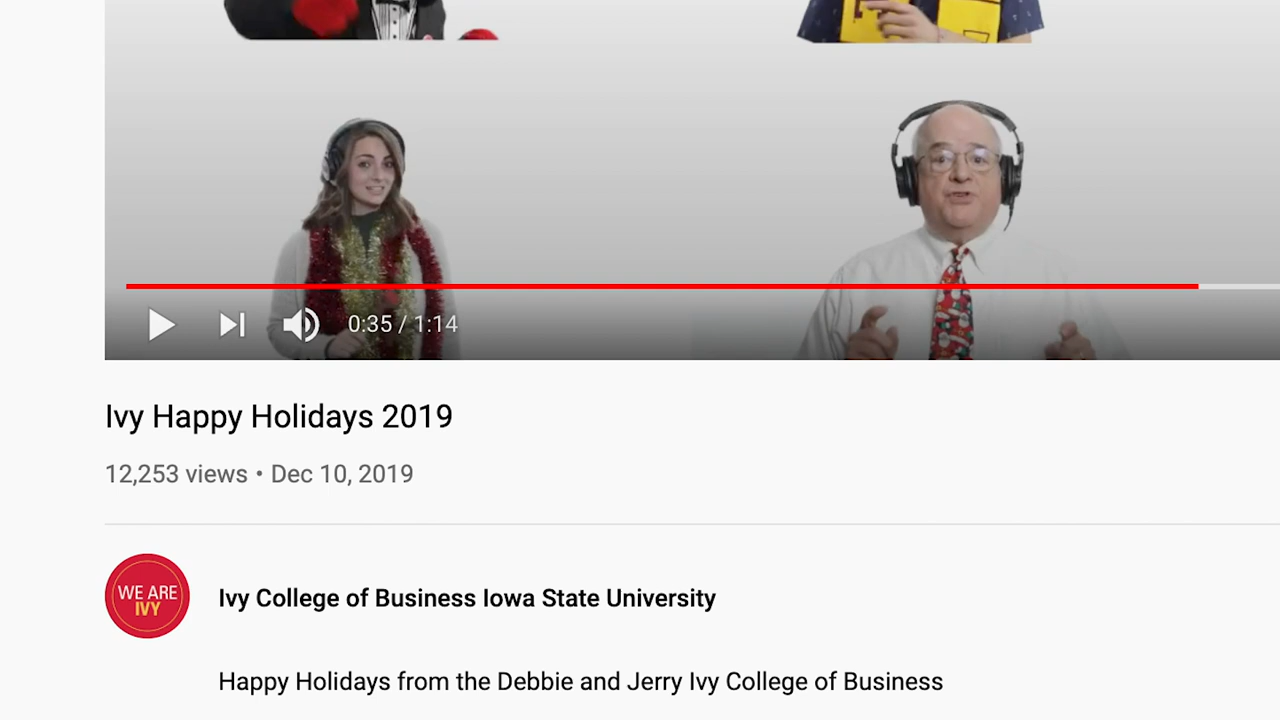 0:35 / 1:14
Ivy Happy Holidays 2019
12,253 views • Dec 10, 2019
WE ARE
IVY
Ivy College of Business Iowa State University
Happy Holidays from the Debbie and Jerry Ivy College of Business